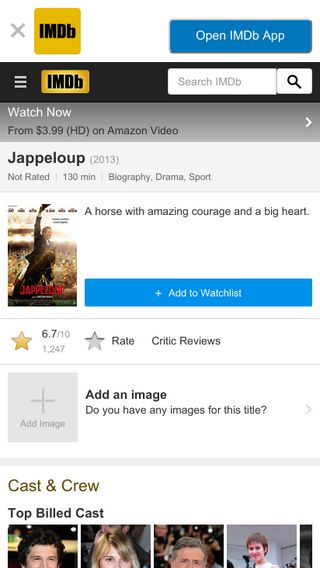 IMDb
Open IMDb App
IMDb
Search IMDb
Watch Now
From $3.99 (HD) on Amazon Video
Jappeloup (2013)
Not Rated | 130 min | Biography, Drama, Sport
A horse with amazing courage and a big heart.
JAPPELOUP
+ Add to Watchlist
6.7/10
1,247
Rate
Critic Reviews
Add Image
Add an image
Do you have any images for this title?
Cast & Crew
Top Billed Cast